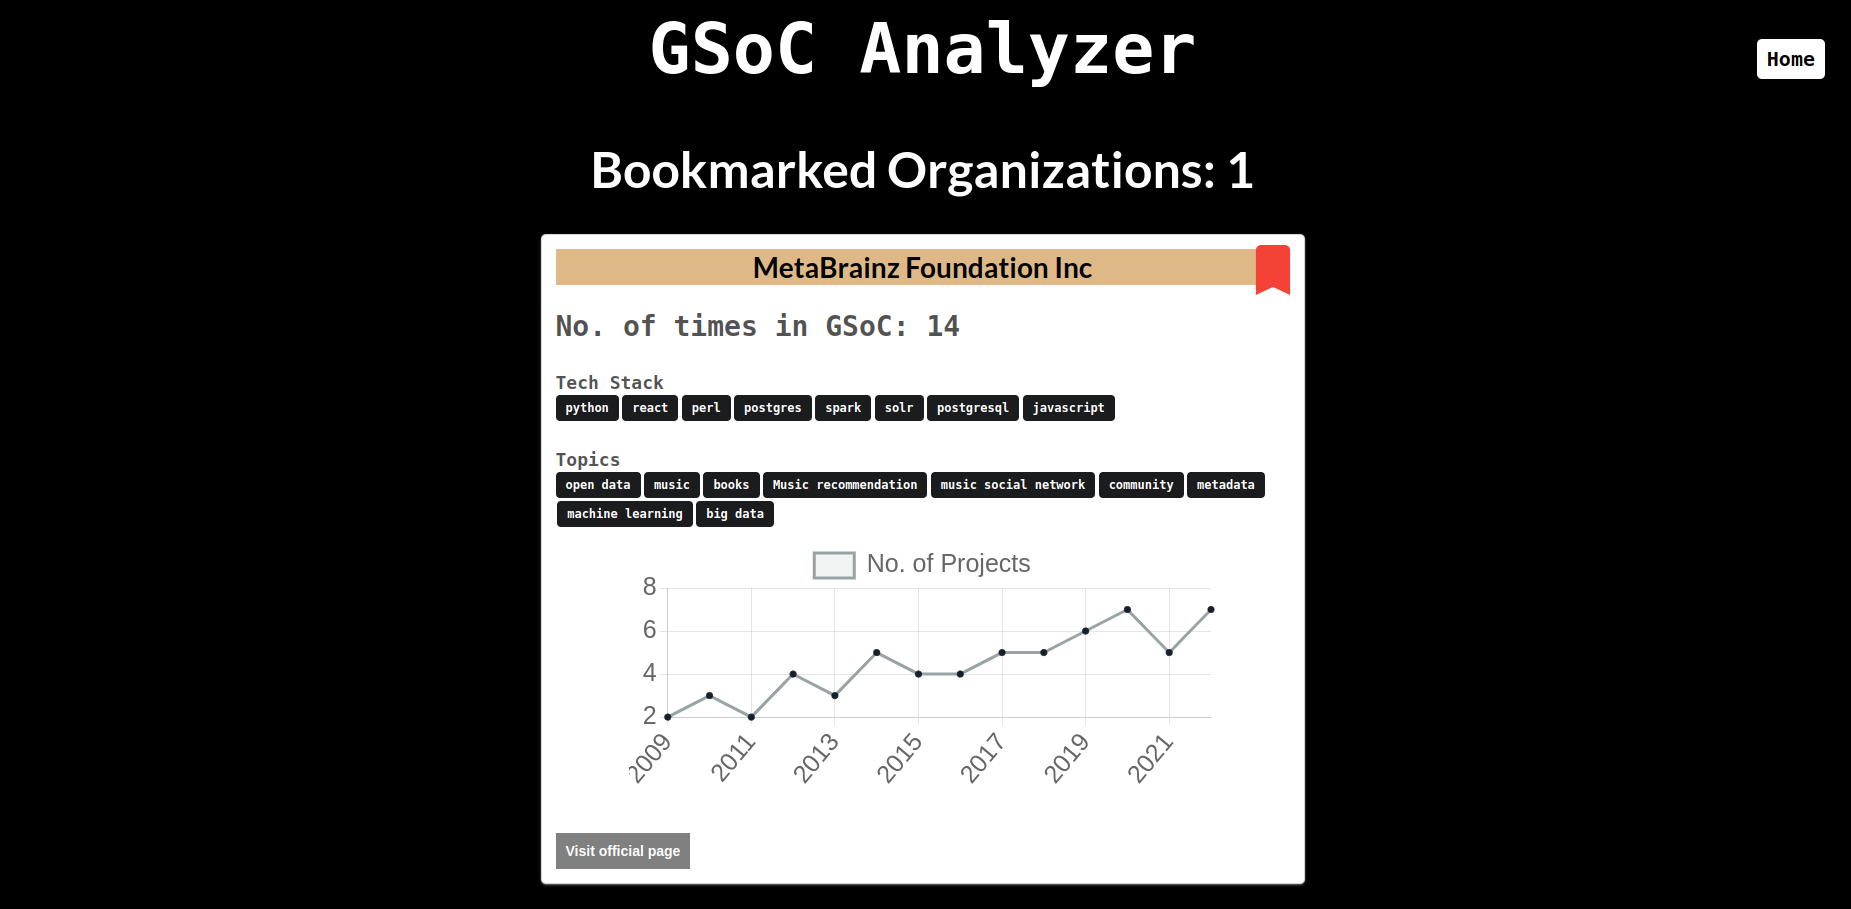 GSoC Analyzer
Home
Bookmarked Organizations: 1
MetaBrainz Foundation Inc
No. of times in GSoC: 14
Tech Stack
python react perl postgres spark solr postgresql javascript
Topics
open data music books Music recommendation music social network community metadata
machine learning big data
No. of Projects
8
6
4
2
2009 2011 2013 2015 2017 2019 2021
Visit official page